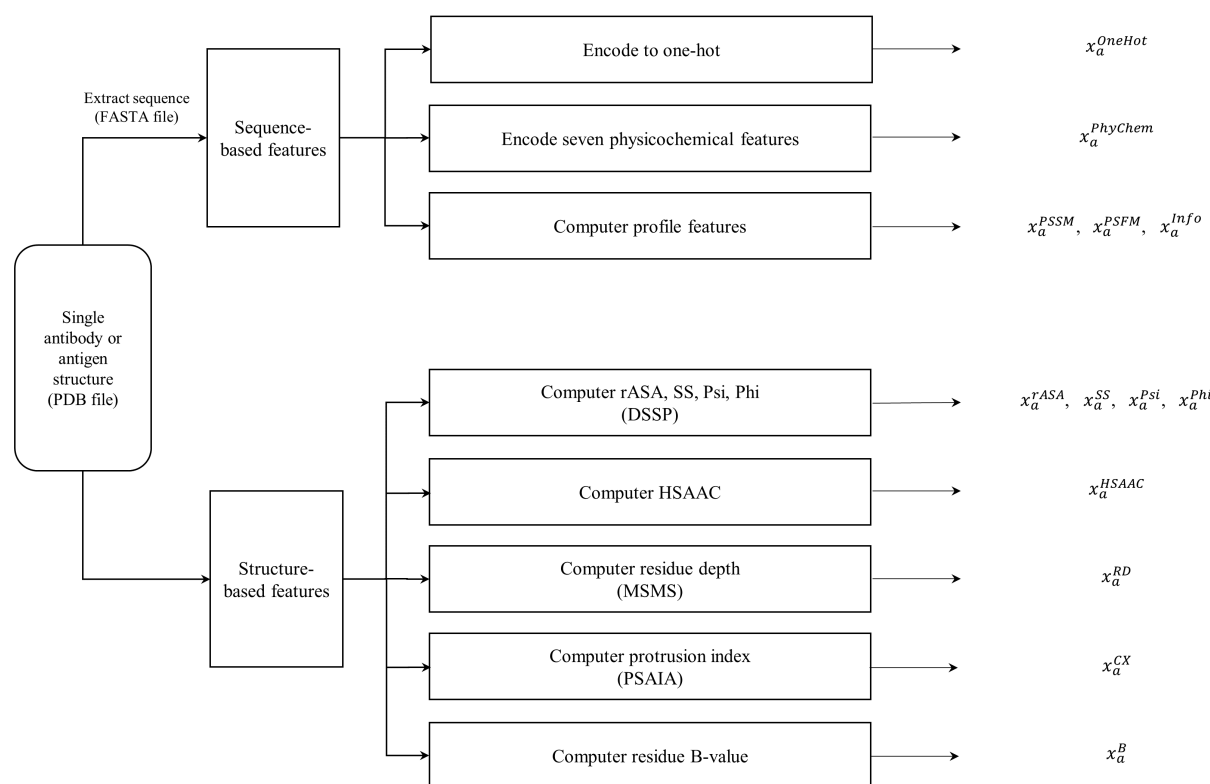 Extract sequence
(FASTA file)
Sequence-
based features
Encode to one-hot
x_a^{OneHot}
Encode seven physicochemical features
x_a^{PhyChem}
Computer profile features
x_a^{PSSM}, x_a^{PSFM}, x_a^{Info}
Single
antibody or
antigen
structure
(PDB file)
Structure-
based features
Computer rASA, SS, Psi, Phi
(DSSP)
x_a^{rASA}, x_a^{SS}, x_a^{Psi}, x_a^{Phi}
Computer HSAAC
x_a^{HSAAC}
Computer residue depth
(MSMS)
x_a^{RD}
Computer protrusion index
(PSAIA)
x_a^{CX}
Computer residue B-value
x_a^{B}